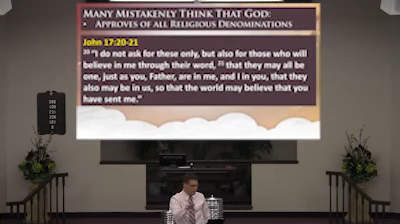 Many Mistakenly Think That God:
• Approves of all Religious Denominations
John 17:20-21
20 "I do not ask for these only, but also for those who will
believe in me through their word, 21 that they may all be
one, just as you, Father, are in me, and I in you, that they
also may be in us, so that the world may believe that you
have sent me."